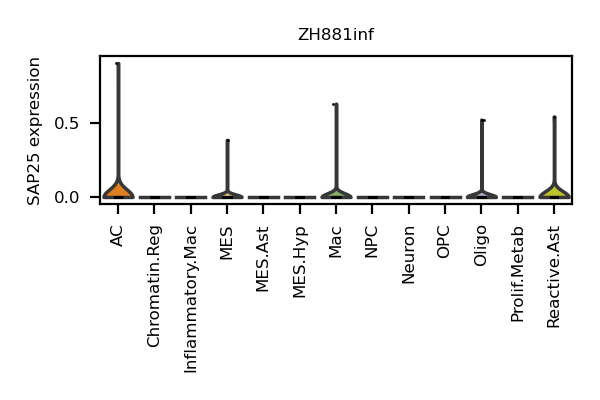 ZH881inf
SAP25 expression
0.5
0.0
AC
Chromatin.Reg
Inflammatory.Mac
MES
MES.Ast
MES.Hyp
Mac
NPC
Neuron
OPC
Oligo
Prolif.Metab
Reactive.Ast